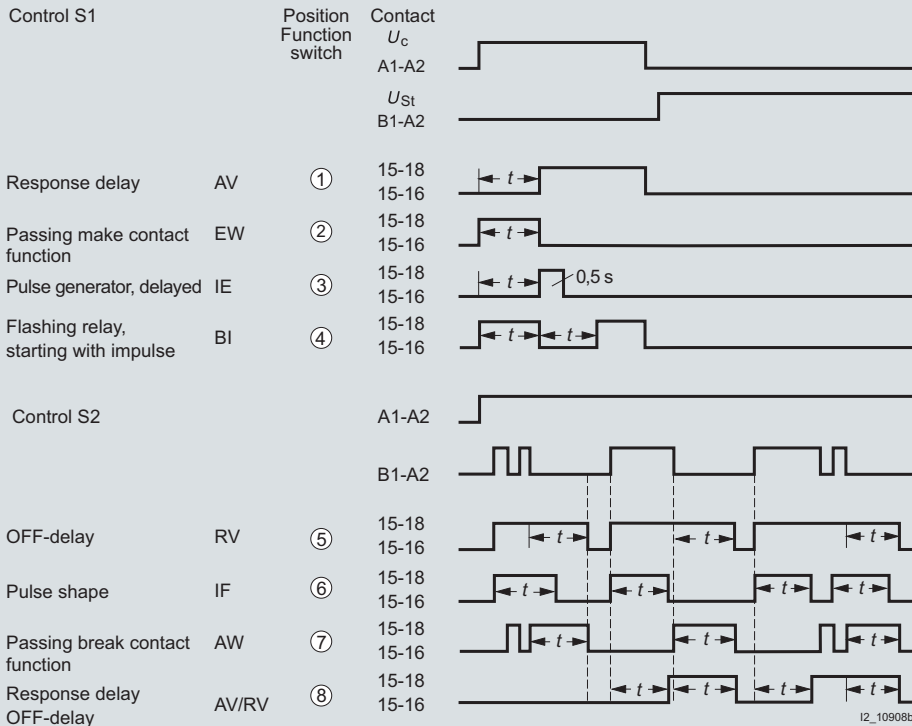 Control S1
Position
Function
switch
Contact
Uc
A1-A2
USt
B1-A2
Response delay AV 1 15-18
15-16
t
Passing make contact
function
EW 2 15-18
15-16
t
Pulse generator, delayed IE 3 15-18
15-16
t 0,5 s
Flashing relay,
starting with impulse
BI 4 15-18
15-16
t t
Control S2 A1-A2
B1-A2
OFF-delay RV 5 15-18
15-16
t t t
Pulse shape IF 6 15-18
15-16
t t t t
Passing break contact
function
AW 7 15-18
15-16
t t t
Response delay
OFF-delay
AV/RV 8 15-18
15-16
t t t t